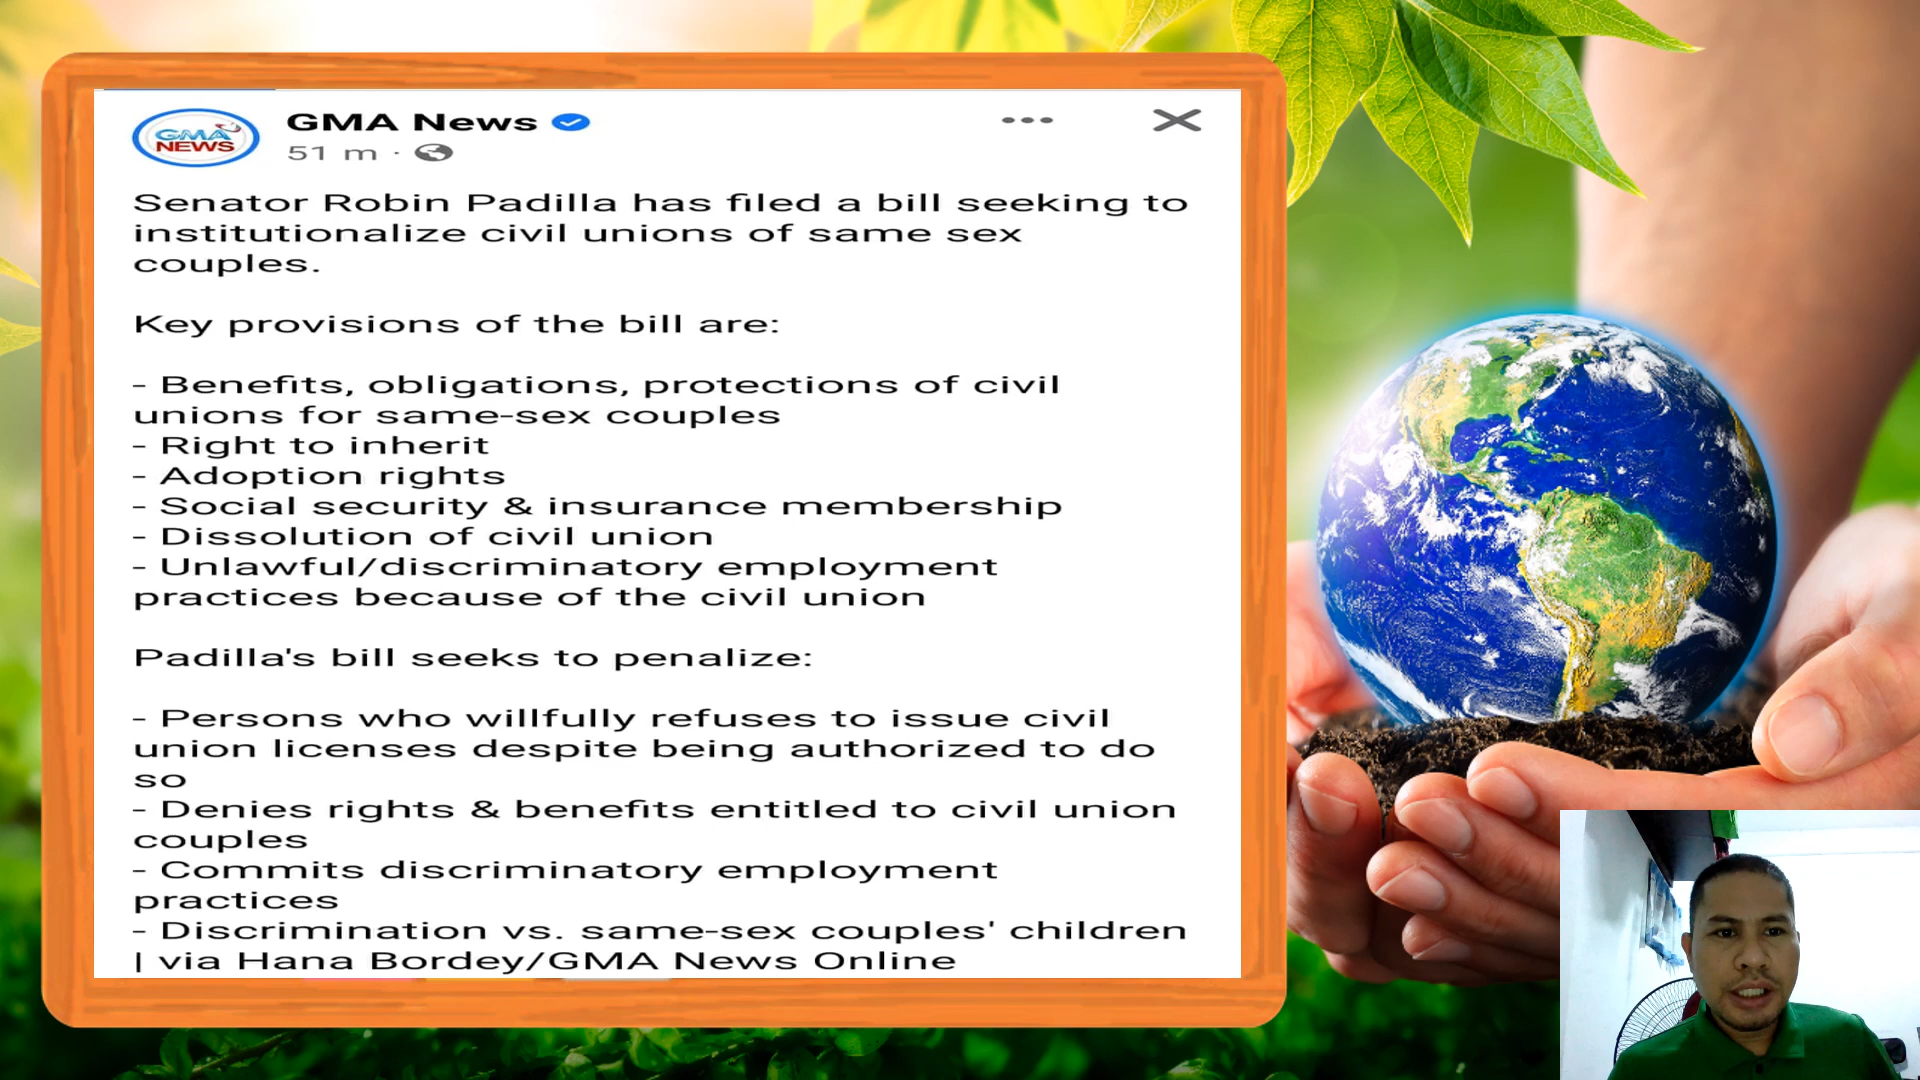 GMA NEWS
GMA News
51 m ·
Senator Robin Padilla has filed a bill seeking to
institutionalize civil unions of same sex
couples.
Key provisions of the bill are:
- Benefits, obligations, protections of civil
unions for same-sex couples
- Right to inherit
- Adoption rights
- Social security & insurance membership
- Dissolution of civil union
- Unlawful/discriminatory employment
practices because of the civil union
Padilla's bill seeks to penalize:
- Persons who willfully refuses to issue civil
union licenses despite being authorized to do
so
- Denies rights & benefits entitled to civil union
couples
- Commits discriminatory employment
practices
- Discrimination vs. same-sex couples' children
| via Hana Bordey/GMA News Online